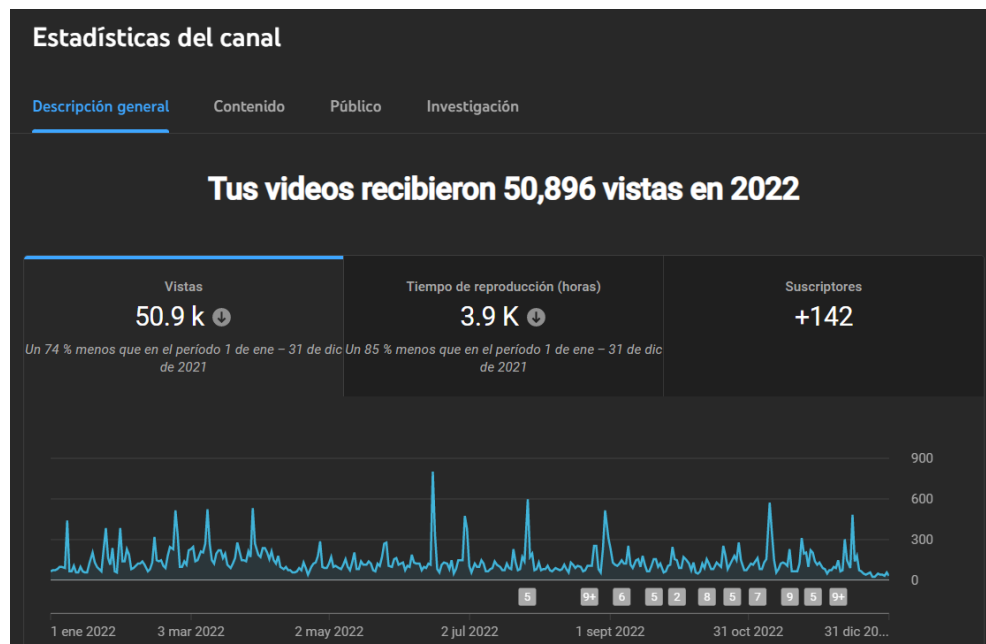 Estadísticas del canal
Descripción general Contenido Público Investigación
Tus videos recibieron 50,896 vistas en 2022
Vistas
50.9 k
Un 74 % menos que en el período 1 de ene – 31 de dic
de 2021
Tiempo de reproducción (horas)
3.9 K
Un 85 % menos que en el período 1 de ene – 31 de dic
de 2021
Suscriptores
+142
900
600
300
0
5 9+ 6 5 2 8 5 7 9 5 9+
1 ene 2022 3 mar 2022 2 may 2022 2 jul 2022 1 sept 2022 31 oct 2022 31 dic 20...